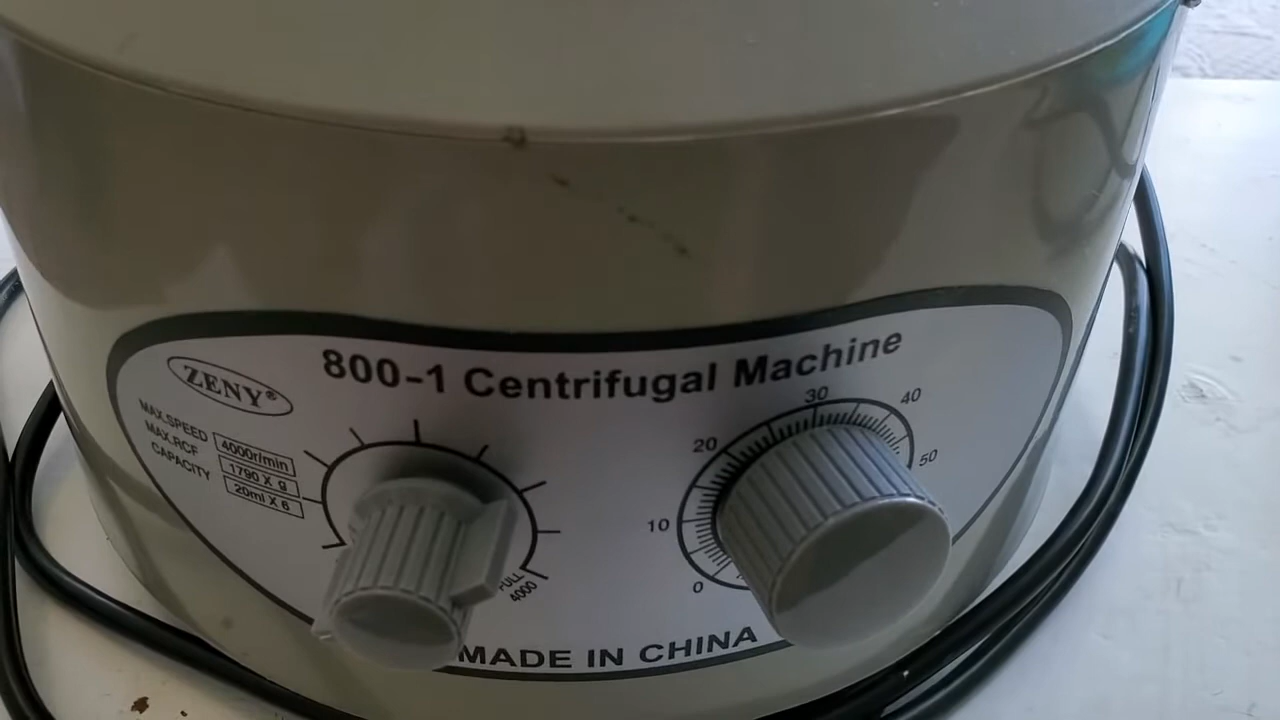 ZENY®
800-1 Centrifugal Machine
MAX.SPEED 4000r/min
MAX.RCF 1790 X g
CAPACITY 20ml X 6
0
10
20
30
40
50
FULL
4000
MADE IN CHINA